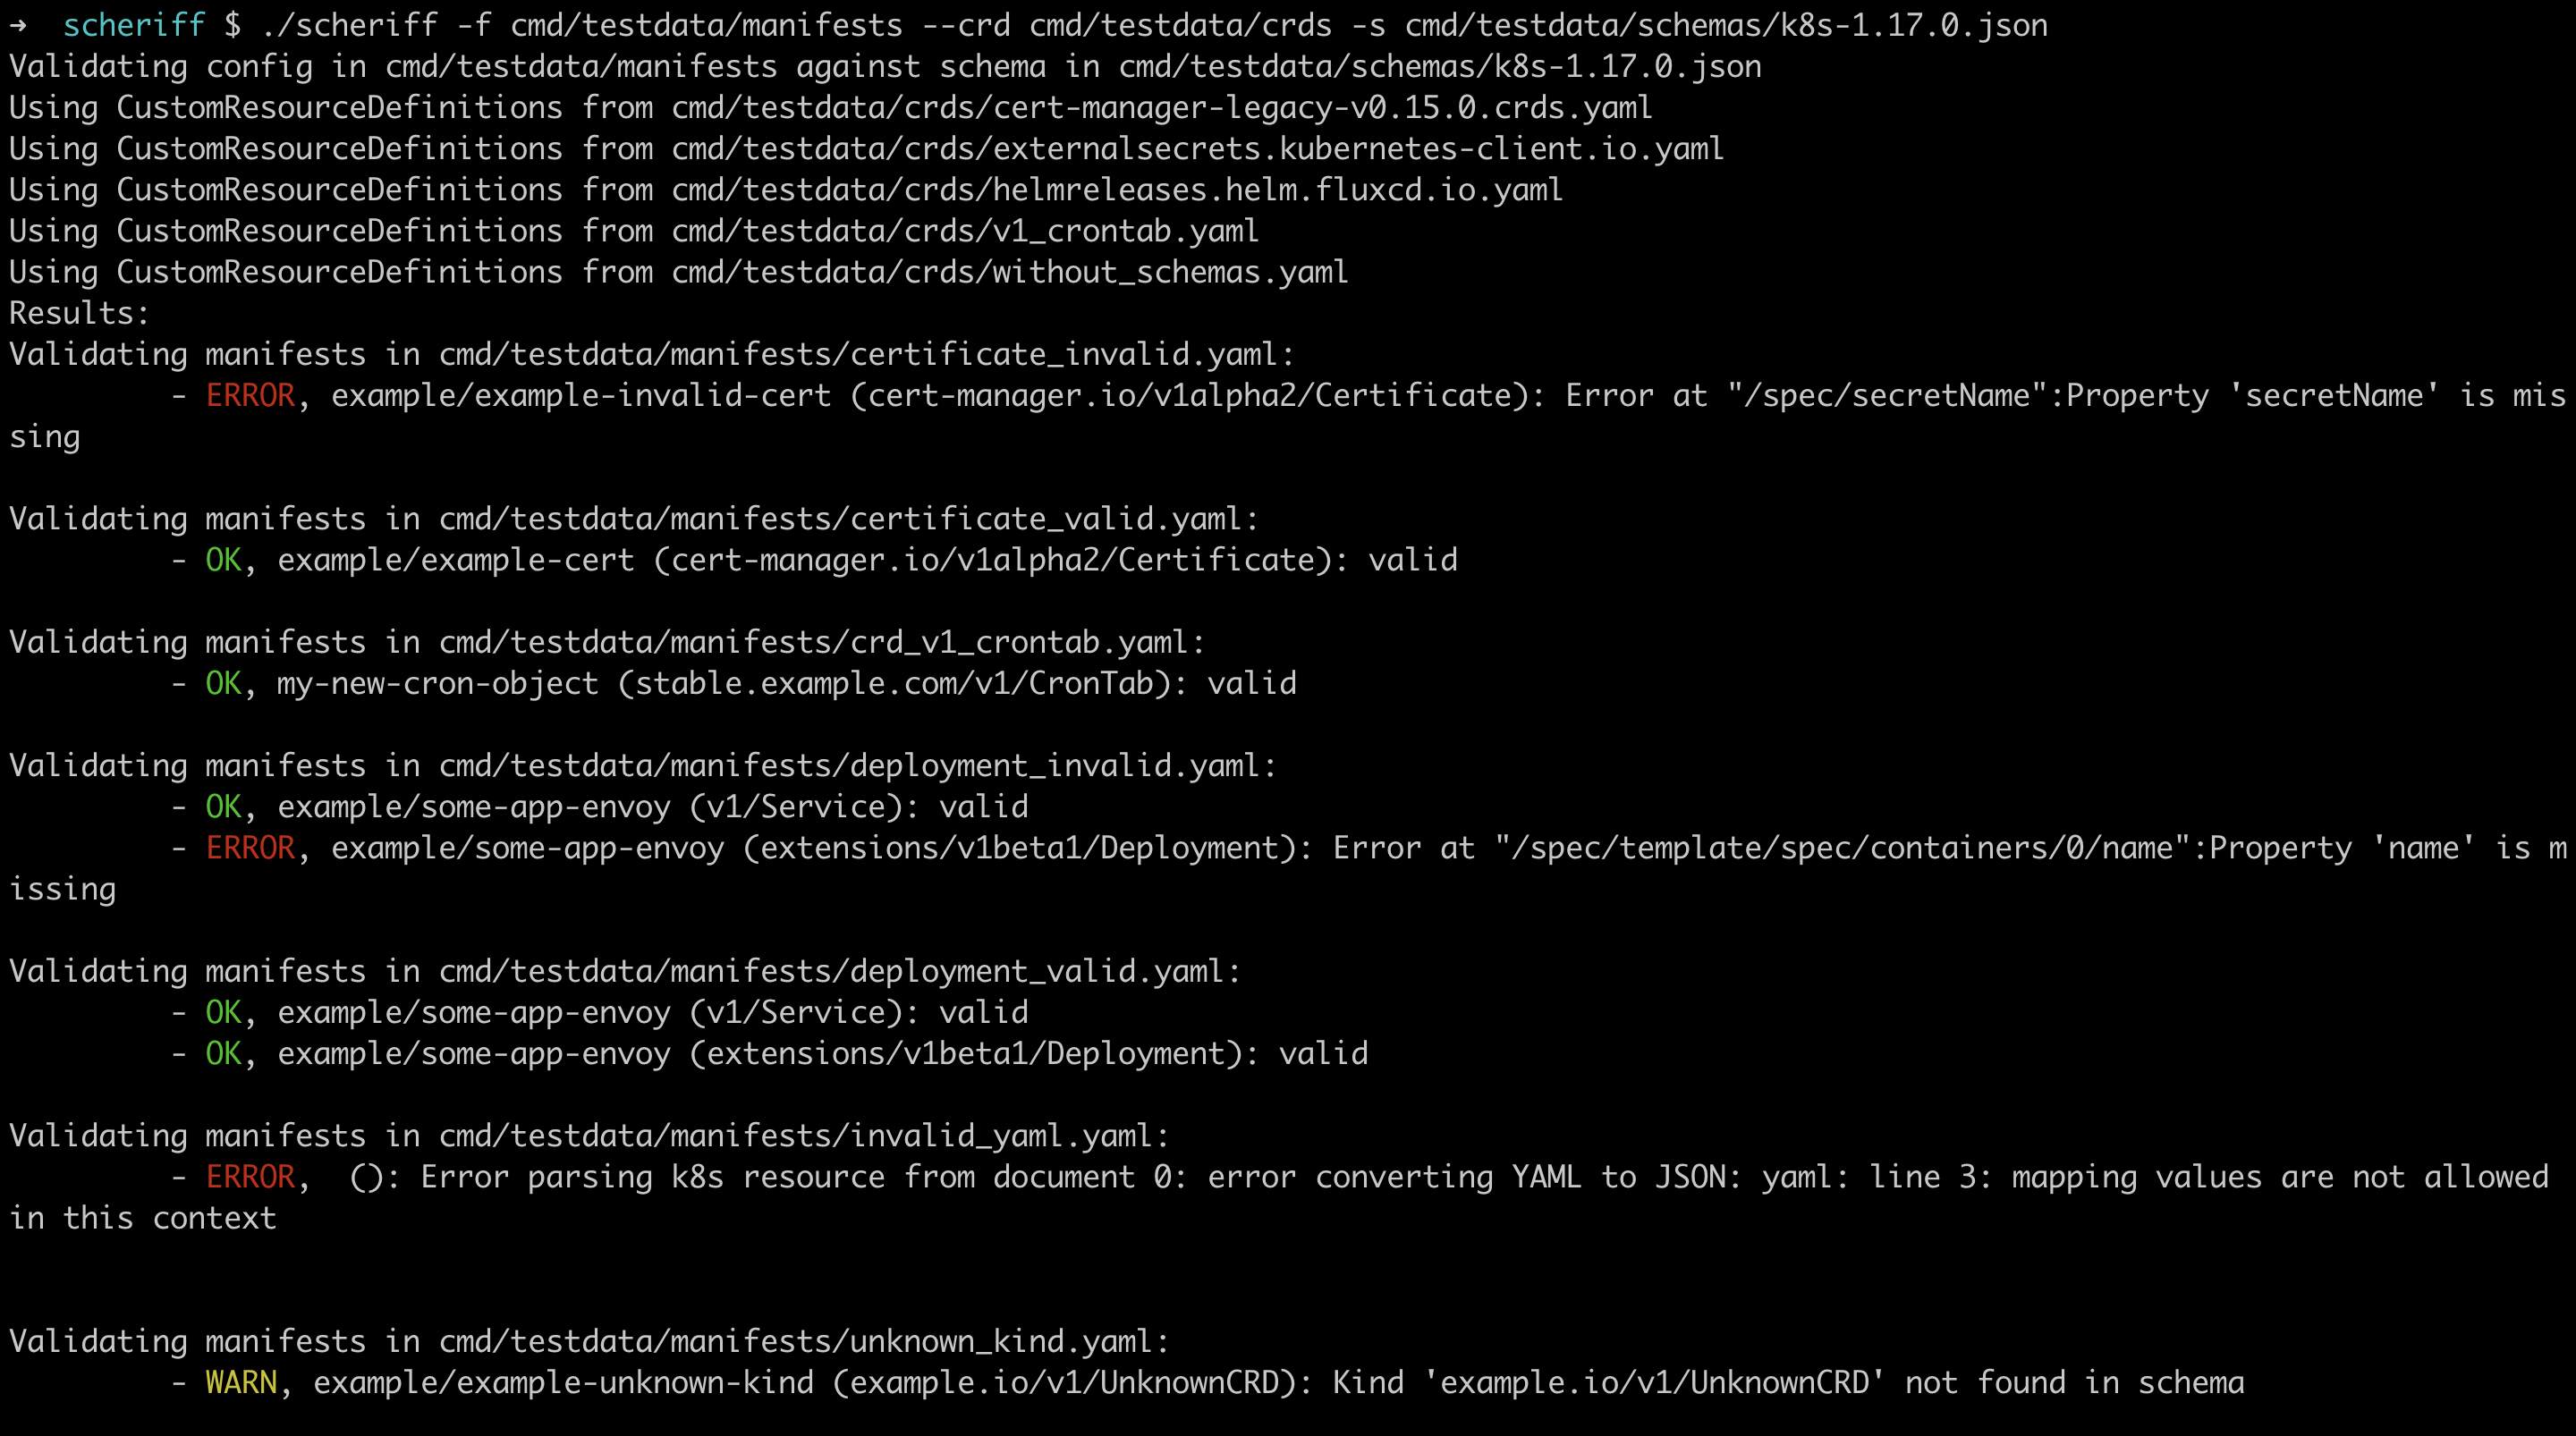 ➜  scheriff $ ./scheriff -f cmd/testdata/manifests --crd cmd/testdata/crds -s cmd/testdata/schemas/k8s-1.17.0.json
Validating config in cmd/testdata/manifests against schema in cmd/testdata/schemas/k8s-1.17.0.json
Using CustomResourceDefinitions from cmd/testdata/crds/cert-manager-legacy-v0.15.0.crds.yaml
Using CustomResourceDefinitions from cmd/testdata/crds/externalsecrets.kubernetes-client.io.yaml
Using CustomResourceDefinitions from cmd/testdata/crds/helmreleases.helm.fluxcd.io.yaml
Using CustomResourceDefinitions from cmd/testdata/crds/v1_crontab.yaml
Using CustomResourceDefinitions from cmd/testdata/crds/without_schemas.yaml
Results:
Validating manifests in cmd/testdata/manifests/certificate_invalid.yaml:
- ERROR, example/example-invalid-cert (cert-manager.io/v1alpha2/Certificate): Error at "/spec/secretName":Property 'secretName' is mis
sing
Validating manifests in cmd/testdata/manifests/certificate_valid.yaml:
- OK, example/example-cert (cert-manager.io/v1alpha2/Certificate): valid
Validating manifests in cmd/testdata/manifests/crd_v1_crontab.yaml:
- OK, my-new-cron-object (stable.example.com/v1/CronTab): valid
Validating manifests in cmd/testdata/manifests/deployment_invalid.yaml:
- OK, example/some-app-envoy (v1/Service): valid
- ERROR, example/some-app-envoy (extensions/v1beta1/Deployment): Error at "/spec/template/spec/containers/0/name":Property 'name' is m
issing
Validating manifests in cmd/testdata/manifests/deployment_valid.yaml:
- OK, example/some-app-envoy (v1/Service): valid
- OK, example/some-app-envoy (extensions/v1beta1/Deployment): valid
Validating manifests in cmd/testdata/manifests/invalid_yaml.yaml:
- ERROR,  (): Error parsing k8s resource from document 0: error converting YAML to JSON: yaml: line 3: mapping values are not allowed
in this context
Validating manifests in cmd/testdata/manifests/unknown_kind.yaml:
- WARN, example/example-unknown-kind (example.io/v1/UnknownCRD): Kind 'example.io/v1/UnknownCRD' not found in schema